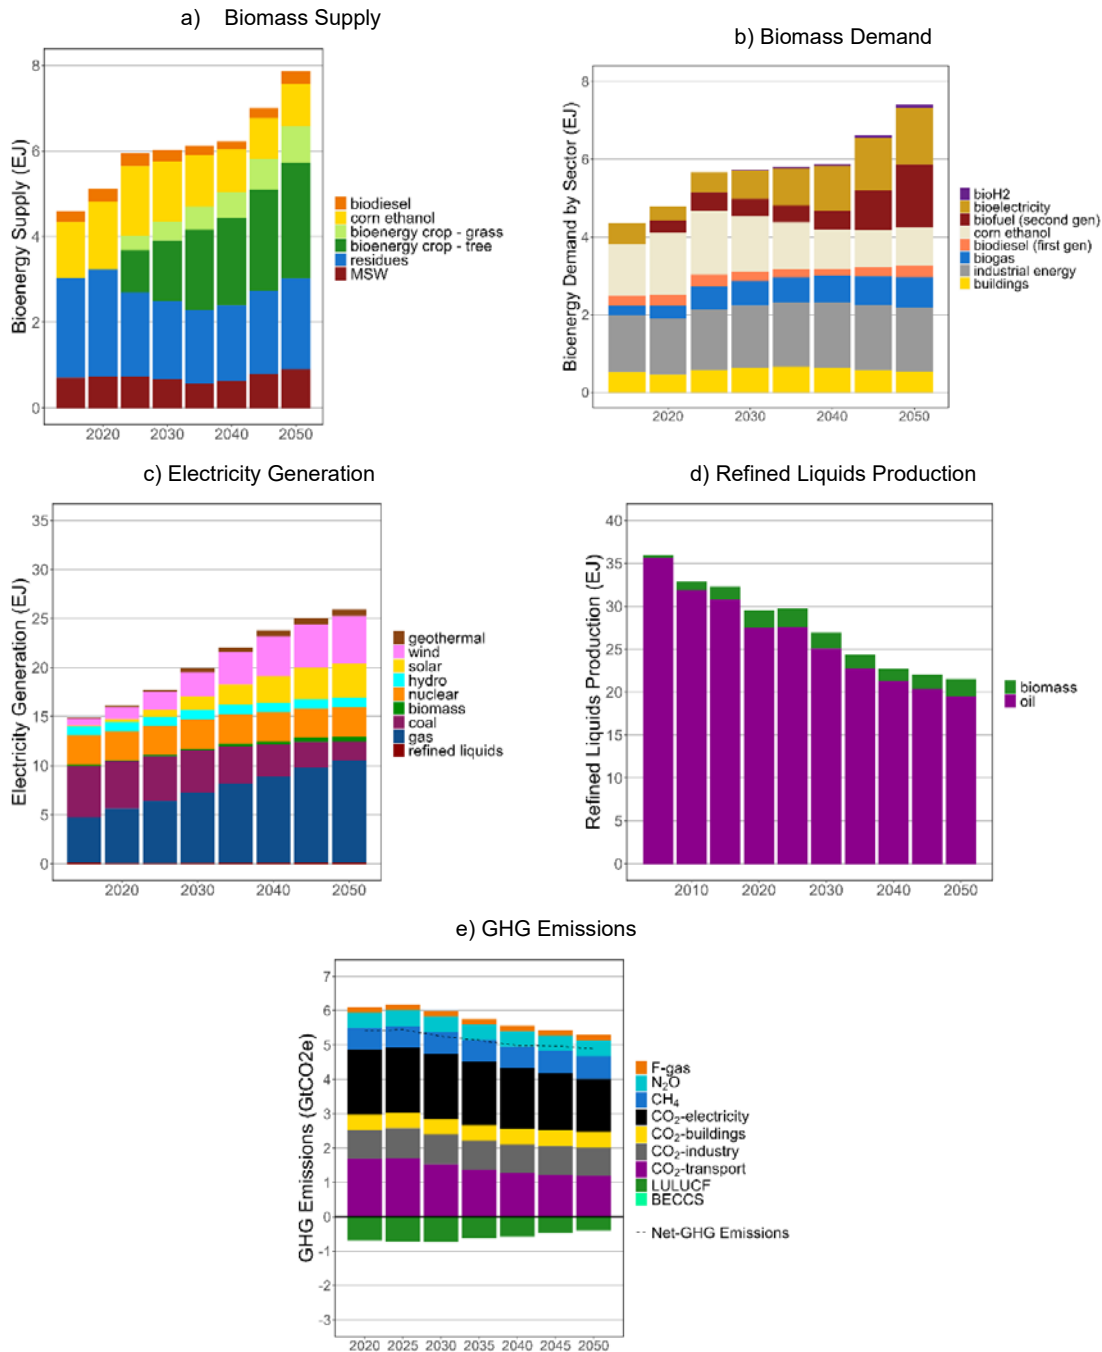 a) Biomass Supply
Bioenergy Supply (EJ)
8
6
4
2
0
2020 2030 2040 2050
biodiesel
corn ethanol
bioenergy crop - grass
bioenergy crop - tree
residues
MSW
b) Biomass Demand
Bioenergy Demand by Sector (EJ)
8
6
4
2
0
2020 2030 2040 2050
bioH2
bioelectricity
biofuel (second gen)
corn ethanol
biodiesel (first gen)
biogas
industrial energy
buildings
c) Electricity Generation
Electricity Generation (EJ)
35
30
25
20
15
10
5
0
2020 2030 2040 2050
geothermal
wind
solar
hydro
nuclear
biomass
coal
gas
refined liquids
d) Refined Liquids Production
Refined Liquids Production (EJ)
40
35
30
25
20
15
10
5
0
2010 2020 2030 2040 2050
biomass
oil
e) GHG Emissions
GHG Emissions (GtCO2e)
7
6
5
4
3
2
1
0
-1
-2
-3
2020 2025 2030 2035 2040 2045 2050
F-gas
N₂O
CH₄
CO₂-electricity
CO₂-buildings
CO₂-industry
CO₂-transport
LULUCF
BECCS
Net-GHG Emissions